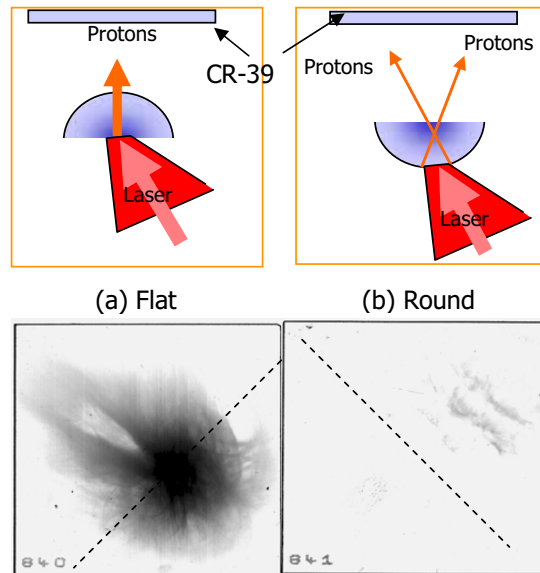 Protons
CR-39
Protons
Protons
Laser
Laser
(a) Flat
(b) Round
840
841